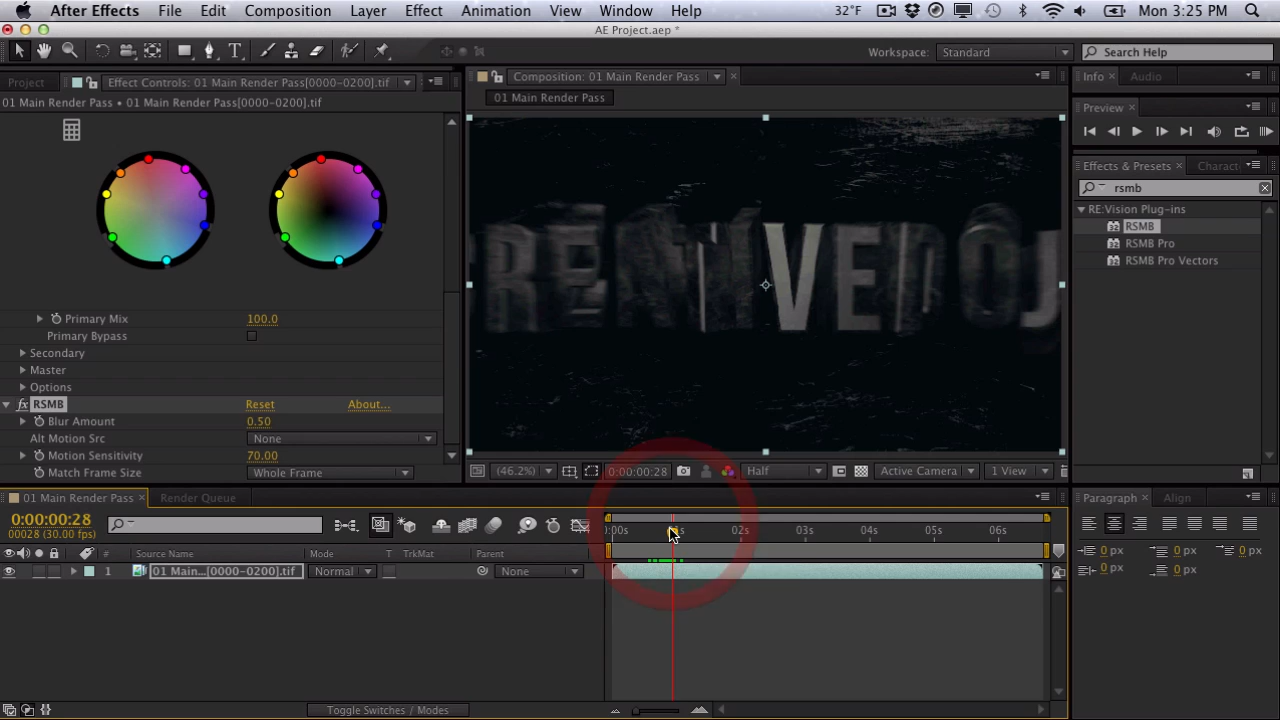 After Effects File Edit Composition Layer Effect Animation View Window Help 32°F Mon 3:25 PM
AE Project.aep *
Workspace: Standard Search Help
Project Effect Controls: 01 Main Render Pass[0000-0200].tif
Composition: 01 Main Render Pass
Info Audio
01 Main Render Pass • 01 Main Render Pass[0000-0200].tif
01 Main Render Pass
Preview
Effects & Presets Charact
rsmb
RE:Vision Plug-ins
32 RSMB
32 RSMB Pro
32 RSMB Pro Vectors
REATIVEDOJ
Primary Mix 100.0
Primary Bypass
Secondary
Master
Options
fx RSMB Reset About...
Blur Amount 0.50
Alt Motion Src None
Motion Sensitivity 70.00
Match Frame Size Whole Frame
(46.2%) 0:00:00:28 Half Active Camera 1 View
01 Main Render Pass Render Queue
Paragraph Align
0:00:00:28
00028 (30.00 fps)
):00s 01s 02s 03s 04s 05s 06s
0 px 0 px 0 px
0 px 0 px
# Source Name Mode T TrkMat Parent
1 01 Main...[0000-0200].tif Normal None
Toggle Switches / Modes